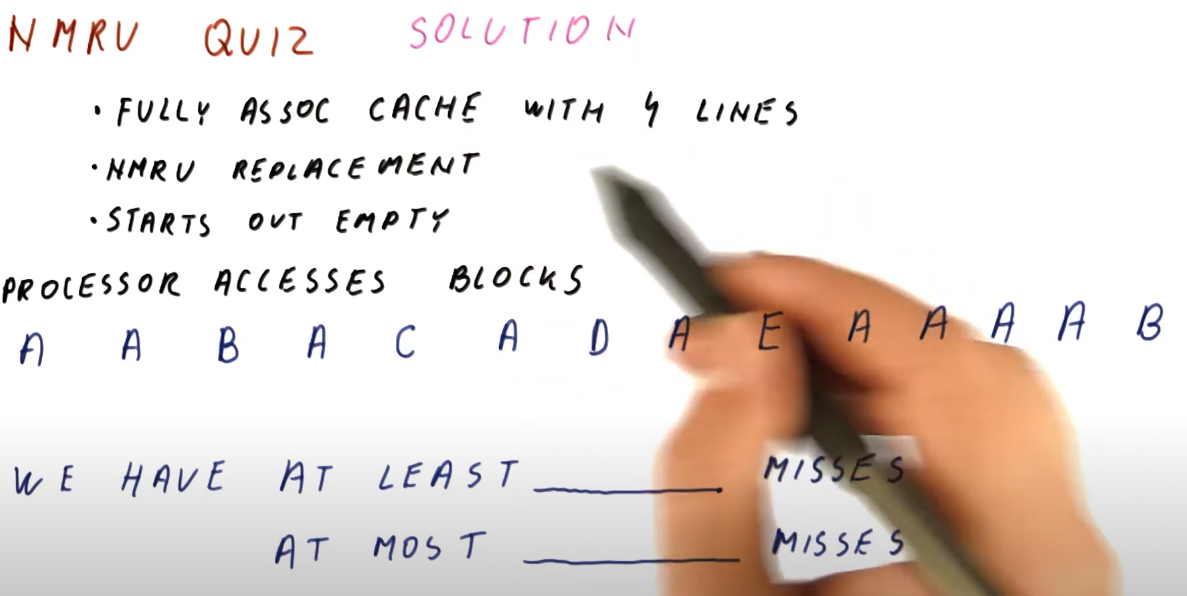 NMRU QUIZ SOLUTION
• FULLY ASSOC CACHE WITH 4 LINES
• NMRU REPLACEMENT
• STARTS OUT EMPTY
PROCESSOR ACCESSES BLOCKS
A A B A C A D A E A A A A B
WE HAVE AT LEAST ______ MISSES
AT MOST ______ MISSES